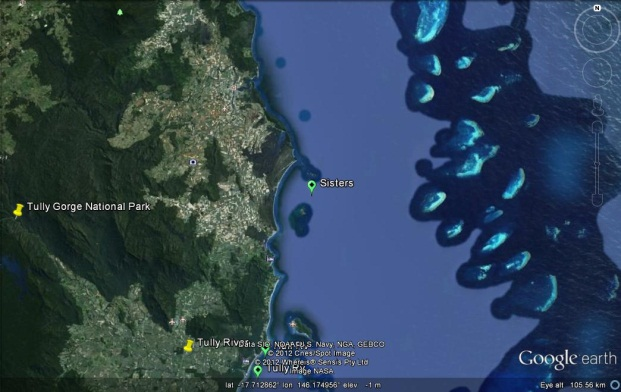 N
Sisters
Tully Gorge National Park
Tully
Data SIO, NOAA, U.S. Navy, NGA, GEBCO
© 2012 Cnes/Spot Image
© 2012 Whereis® Sensis Pty Ltd
Image NASA
Tully
Google earth
lat -17.712862° lon 146.174956° elev -1 m
Eye alt 105.56 km